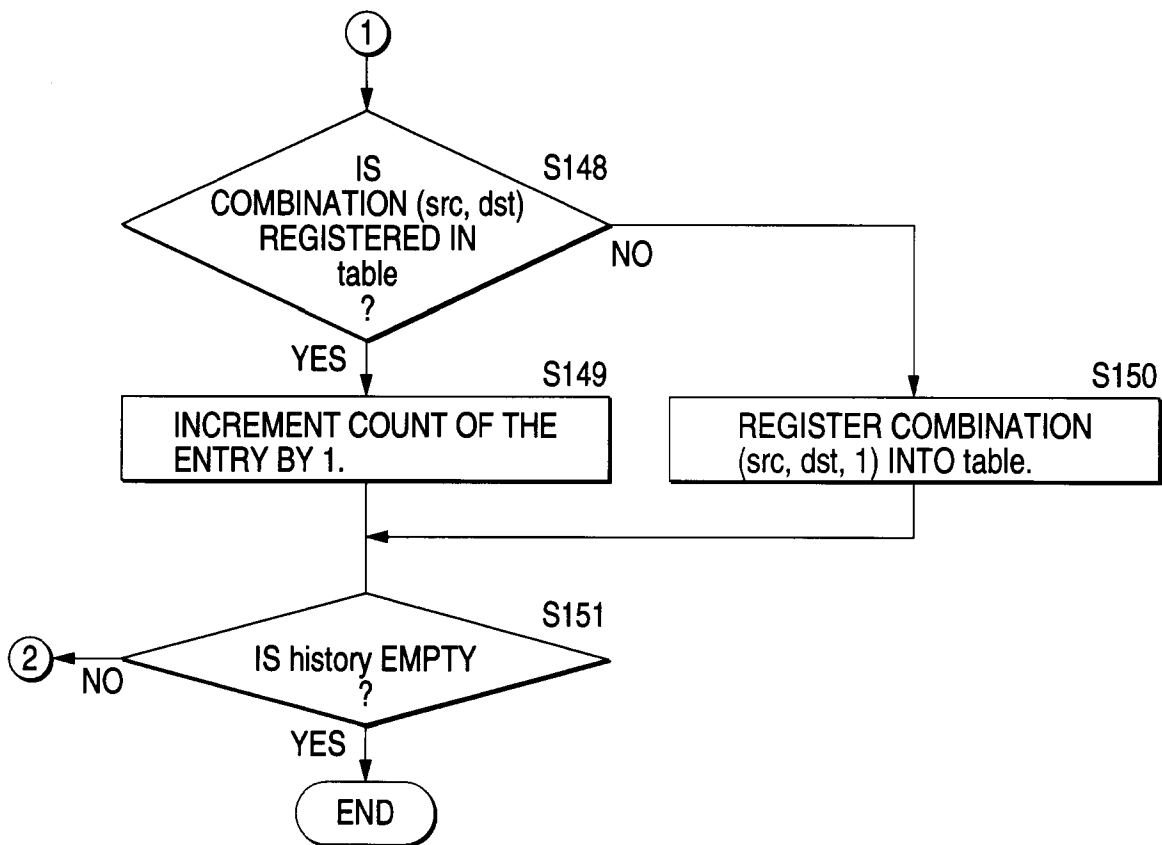 1
IS
COMBINATION (src, dst)
REGISTERED IN
table
?
S148
NO
YES
S149
INCREMENT COUNT OF THE
ENTRY BY 1.
S150
REGISTER COMBINATION
(src, dst, 1) INTO table.
S151
IS history EMPTY
?
2
NO
YES
END